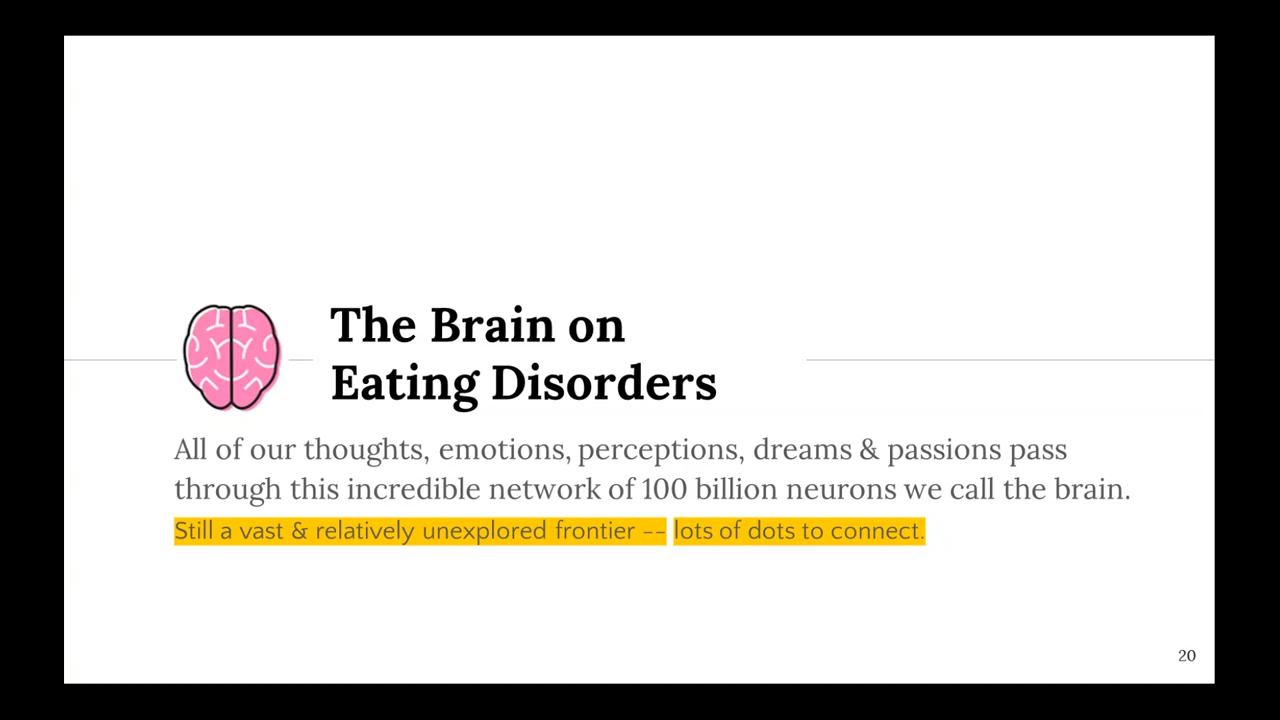 The Brain on
Eating Disorders
All of our thoughts, emotions, perceptions, dreams & passions pass
through this incredible network of 100 billion neurons we call the brain.
Still a vast & relatively unexplored frontier -- lots of dots to connect.
20